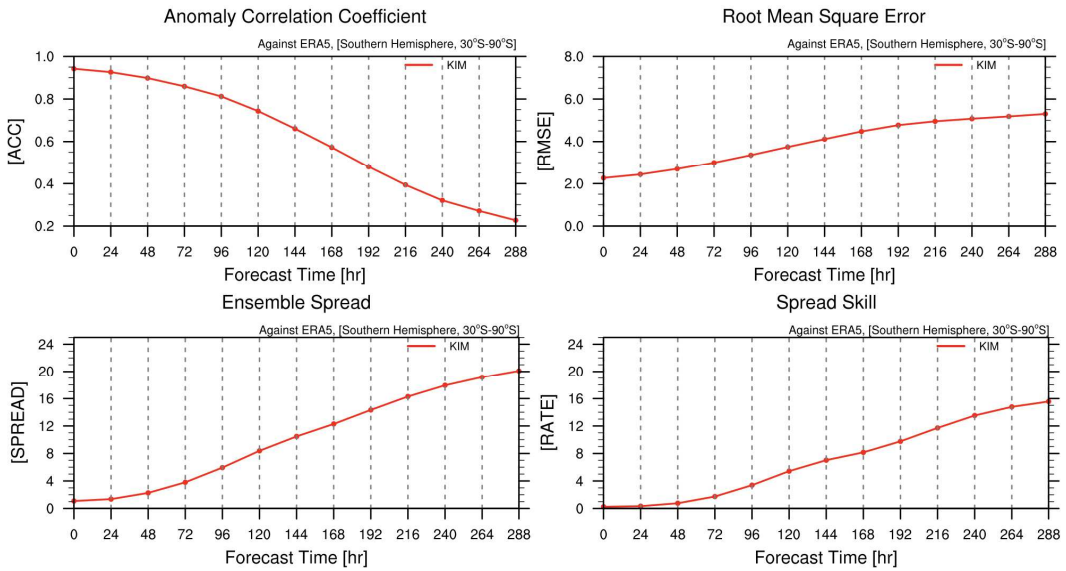 Anomaly Correlation Coefficient
Against ERA5, [Southern Hemisphere, 30°S-90°S]
KIM
[ACC]
1.0
0.8
0.6
0.4
0.2
0 24 48 72 96 120 144 168 192 216 240 264 288
Forecast Time [hr]
Root Mean Square Error
Against ERA5, [Southern Hemisphere, 30°S-90°S]
KIM
[RMSE]
8.0
6.0
4.0
2.0
0.0
0 24 48 72 96 120 144 168 192 216 240 264 288
Forecast Time [hr]
Ensemble Spread
Against ERA5, [Southern Hemisphere, 30°S-90°S]
KIM
[SPREAD]
24
20
16
12
8
4
0
0 24 48 72 96 120 144 168 192 216 240 264 288
Forecast Time [hr]
Spread Skill
Against ERA5, [Southern Hemisphere, 30°S-90°S]
KIM
[RATE]
24
20
16
12
8
4
0
0 24 48 72 96 120 144 168 192 216 240 264 288
Forecast Time [hr]